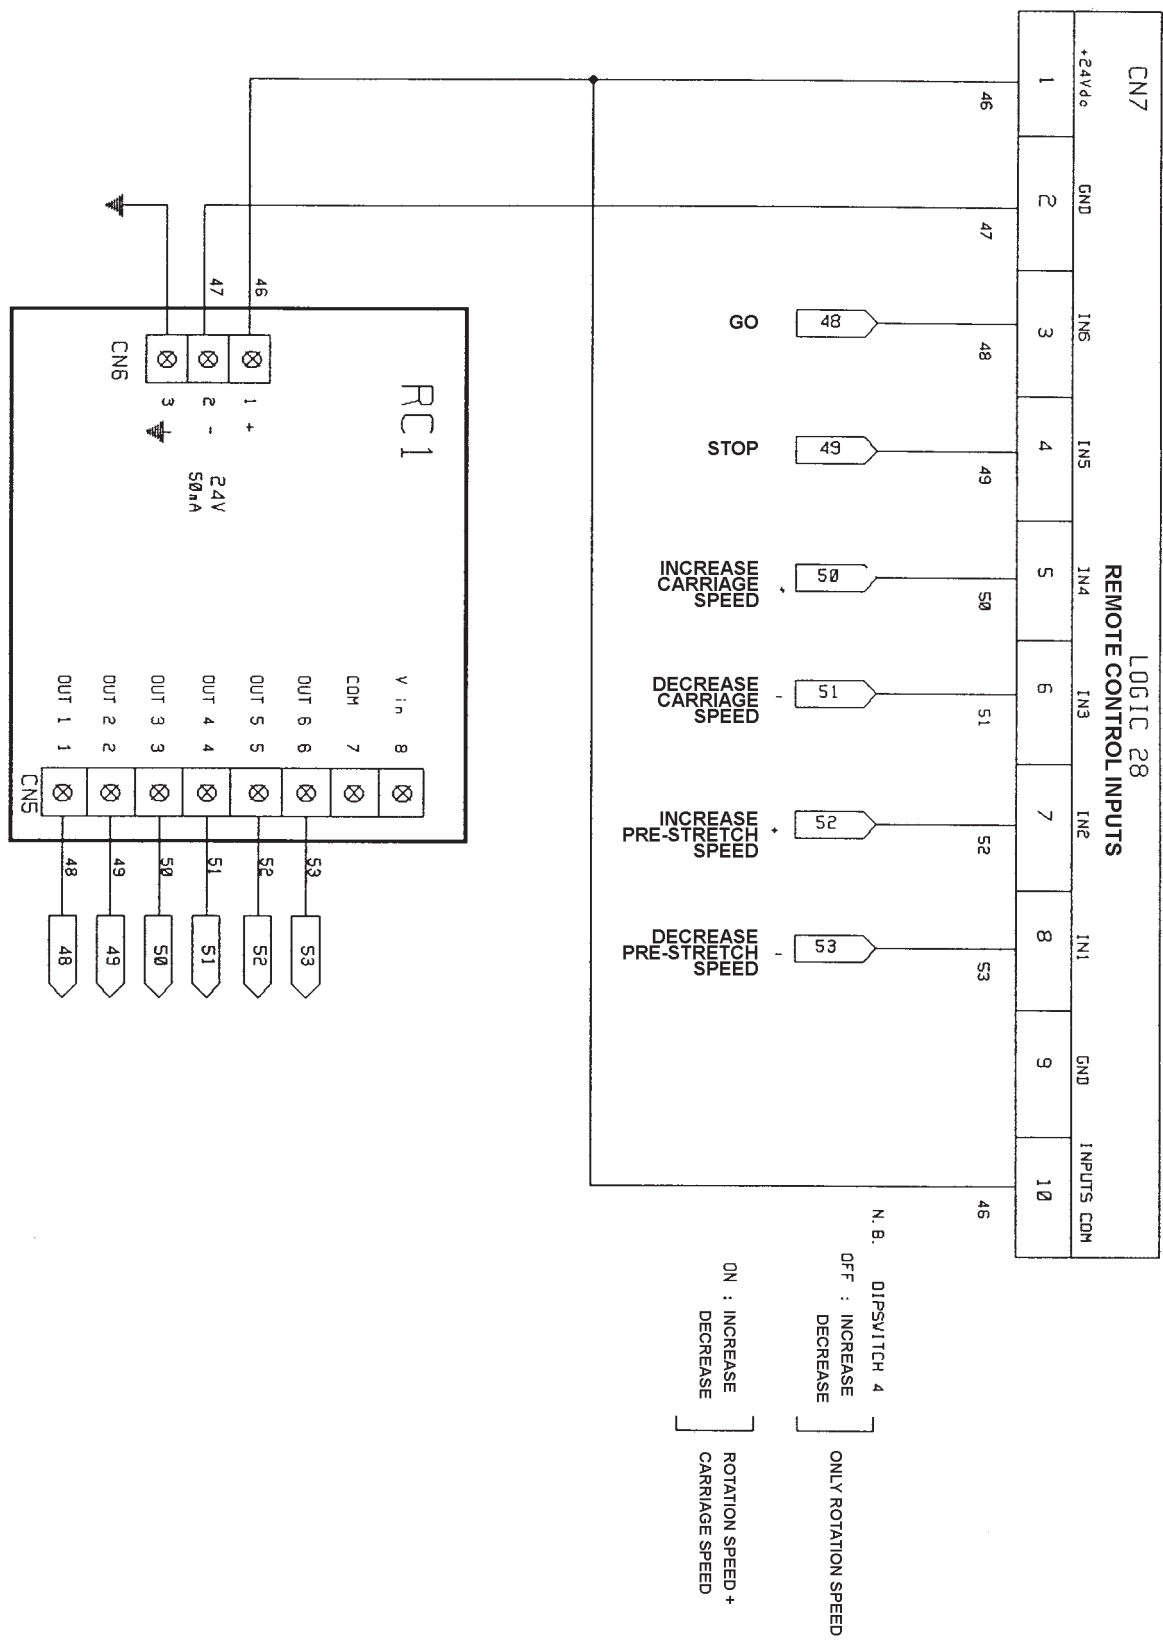 CN7
LOGIC 28
REMOTE CONTROL INPUTS
+24Vdc
GND
IN6
IN5
IN4
IN3
IN2
IN1
GND
INPUTS COM
1
2
3
4
5
6
7
8
9
10
46
47
48
49
50
51
52
53
46
GO
48
STOP
49
INCREASE
CARRIAGE
SPEED
+
50
DECREASE
CARRIAGE
SPEED
-
51
INCREASE
PRE-STRETCH
SPEED
+
52
DECREASE
PRE-STRETCH
SPEED
-
53
N. B. DIPSVITCH 4
OFF : INCREASE
DECREASE
ONLY ROTATION SPEED
ON : INCREASE
DECREASE
ROTATION SPEED +
CARRIAGE SPEED
46
47
RC1
CN6
1 +
2 -
3
24V
50mA
V in 8
COM 7
OUT 6 6
OUT 5 5
OUT 4 4
OUT 3 3
OUT 2 2
OUT 1 1
CN5
53
52
51
50
49
48
53
52
51
50
49
48